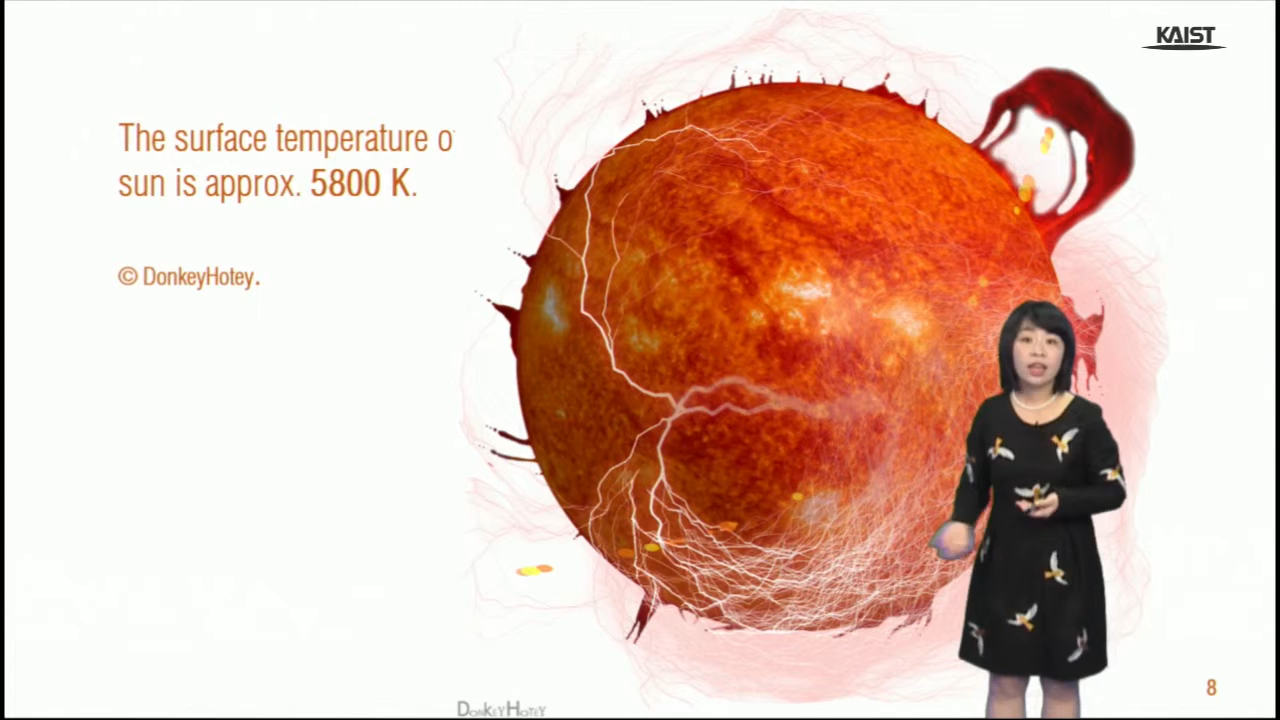 KAIST
The surface temperature o
sun is approx. 5800 K.
© DonkeyHotey.
DonkeyHotey
8